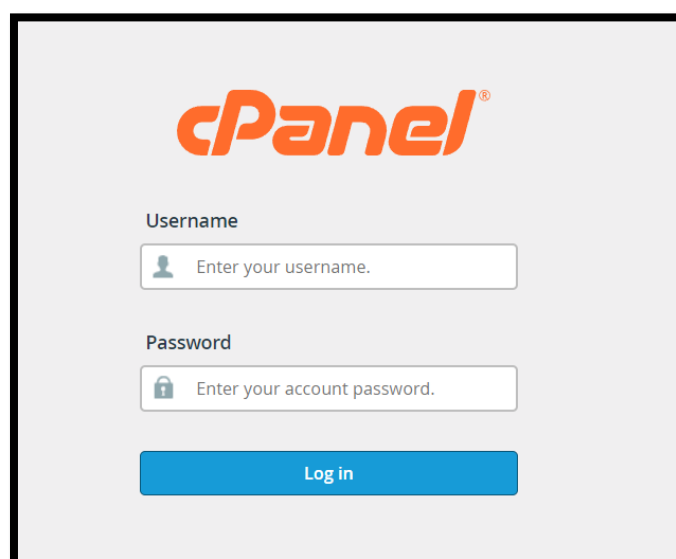 cPanel®
Username
Enter your username.
Password
Enter your account password.
Log in